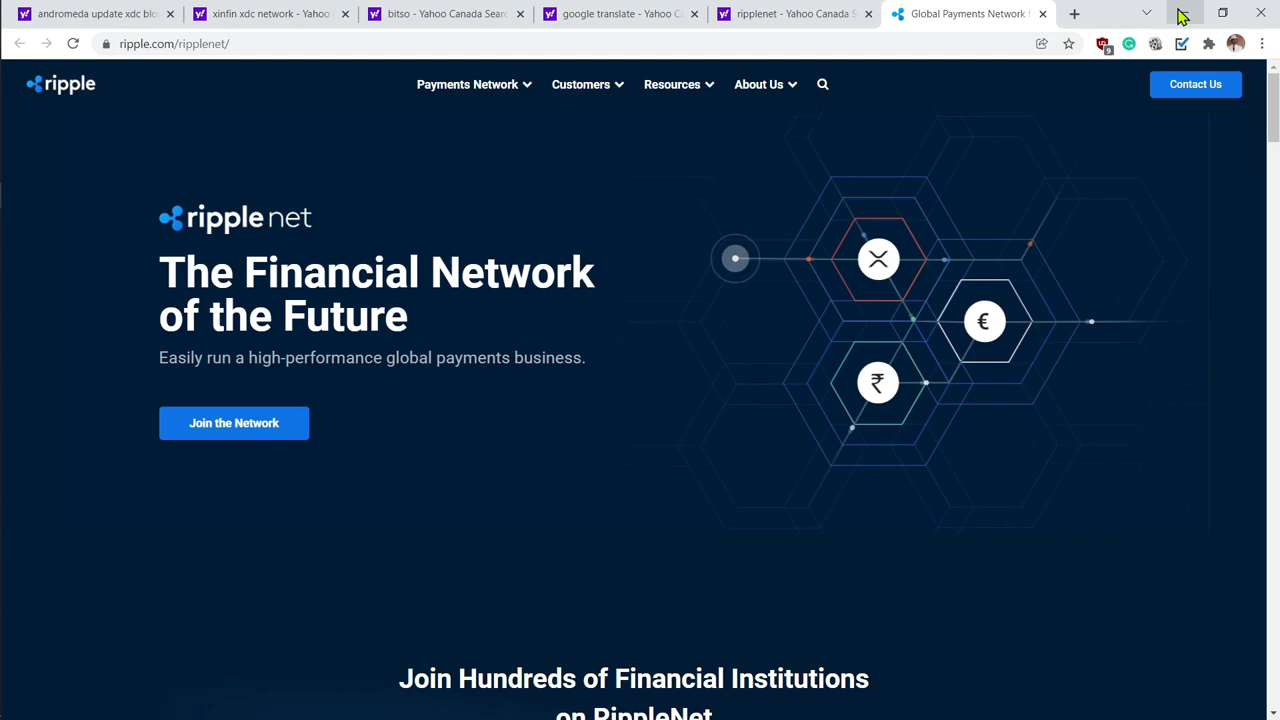 andromeda update xdc blo
xinfin xdc network - Yahoo
bitso - Yahoo Canada Sear
google translate - Yahoo C
ripplenet - Yahoo Canada S
Global Payments Network f
ripple.com/ripplenet/
9
ripple
Payments Network
Customers
Resources
About Us
Contact Us
ripple net
The Financial Network
of the Future
Easily run a high-performance global payments business.
Join the Network
€
₹
Join Hundreds of Financial Institutions
on RippleNet